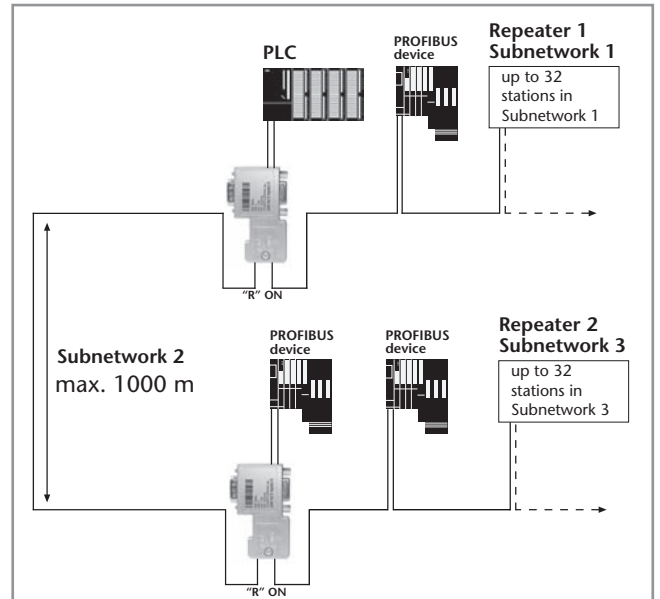 Repeater 1
Subnetwork 1
PROFIBUS
device
PLC
up to 32
stations in
Subnetwork 1
"R" ON
Subnetwork 2
max. 1000 m
PROFIBUS
device
PROFIBUS
device
Repeater 2
Subnetwork 3
up to 32
stations in
Subnetwork 3
"R" ON